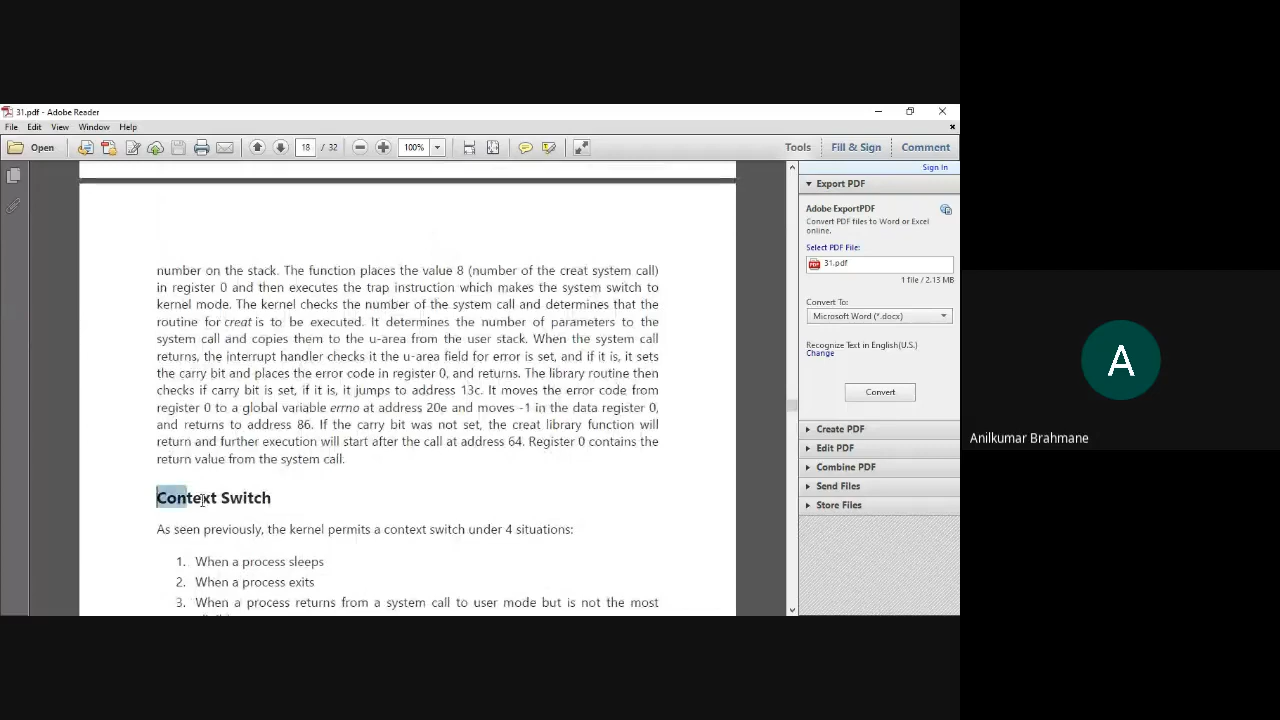 31.pdf - Adobe Reader
File Edit View Window Help
Open 18 / 32 100% Tools Fill & Sign Comment
Sign In
Export PDF
Adobe ExportPDF
Convert PDF files to Word or Excel
online.
Select PDF File:
31.pdf
1 file / 2.13 MB
Convert To:
Microsoft Word (*.docx)
Recognize Text in English(U.S.)
Change
Convert
Create PDF
Edit PDF
Combine PDF
Send Files
Store Files
number on the stack. The function places the value 8 (number of the creat system call)
in register 0 and then executes the trap instruction which makes the system switch to
kernel mode. The kernel checks the number of the system call and determines that the
routine for creat is to be executed. It determines the number of parameters to the
system call and copies them to the u-area from the user stack. When the system call
returns, the interrupt handler checks it the u-area field for error is set, and if it is, it sets
the carry bit and places the error code in register 0, and returns. The library routine then
checks if carry bit is set, if it is, it jumps to address 13c. It moves the error code from
register 0 to a global variable errno at address 20e and moves -1 in the data register 0,
and returns to address 86. If the carry bit was not set, the creat library function will
return and further execution will start after the call at address 64. Register 0 contains the
return value from the system call.
Context Switch
As seen previously, the kernel permits a context switch under 4 situations:
1. When a process sleeps
2. When a process exits
3. When a process returns from a system call to user mode but is not the most
A
Anilkumar Brahmane